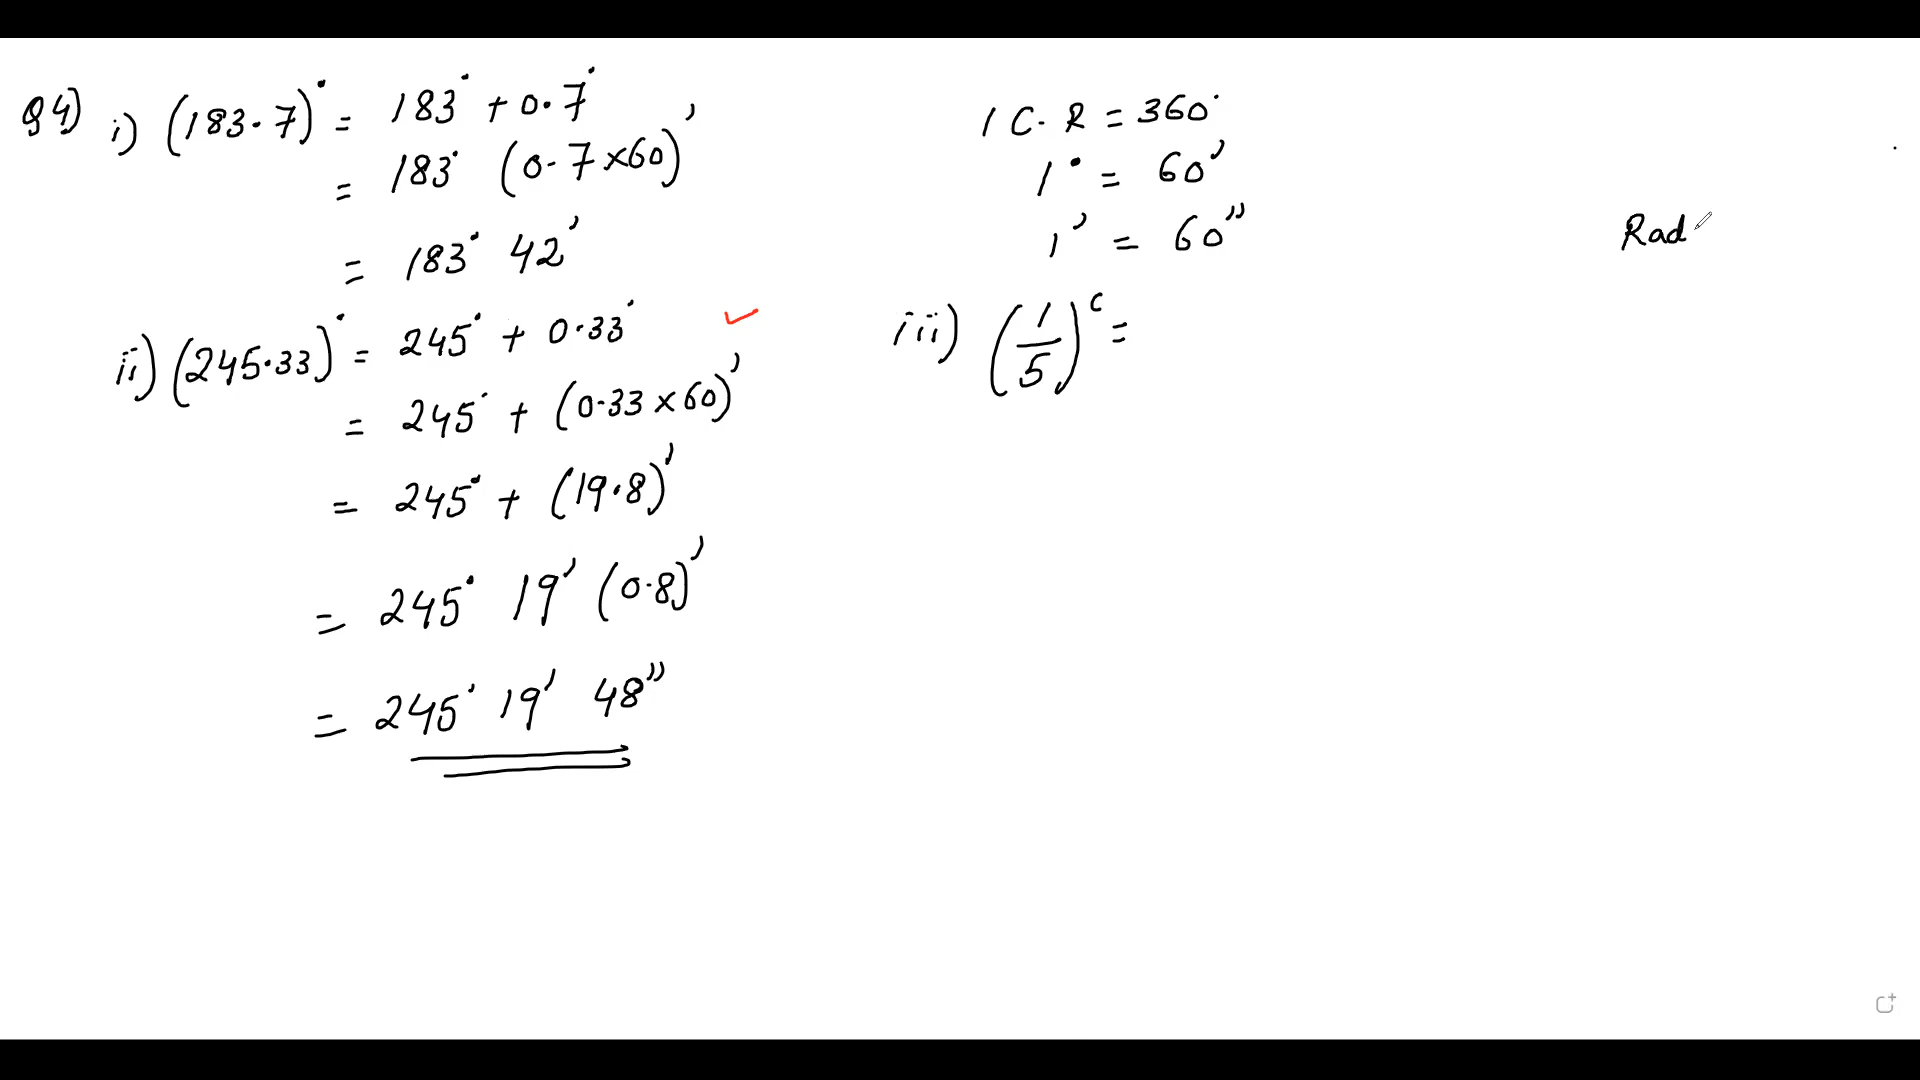 Q4) i) (183.7)° = 183° + 0.7°
= 183° (0.7×60)'
= 183° 42'
ii) (245.33)° = 245° + 0.33°
= 245° + (0.33×60)'
= 245° + (19.8)'
= 245° 19' (0.8)'
= 245° 19' 48"
1 C.R = 360°
1° = 60'
1' = 60"
iii) (1/5)ᶜ =
Rad